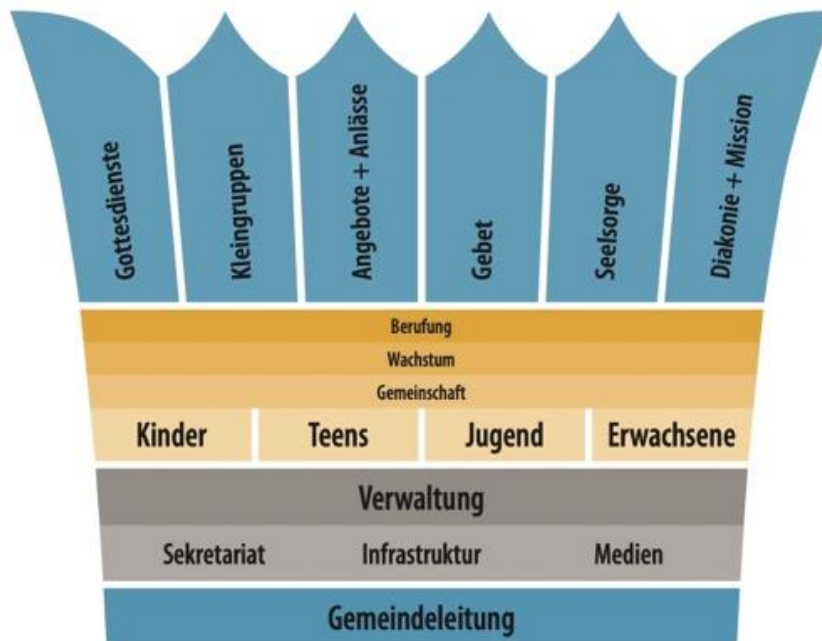 Gottesdienste
Kleingruppen
Angebote + Anlässe
Gebet
Seelsorge
Diakonie + Mission
Berufung
Wachstum
Gemeinschaft
Kinder Teens Jugend Erwachsene
Verwaltung
Sekretariat Infrastruktur Medien
Gemeindeleitung